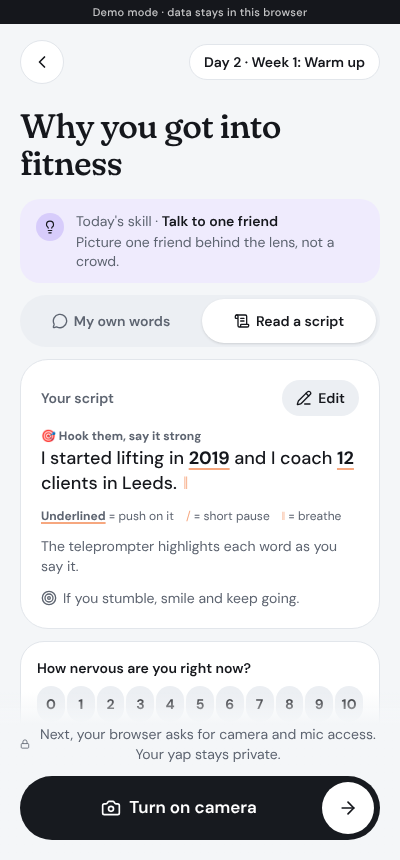 Demo mode · data stays in this browser
Day 2 · Week 1: Warm up
Why you got into
fitness
Today's skill · Talk to one friend
Picture one friend behind the lens, not a
crowd.
My own words
Read a script
Your script
Edit
🎯 Hook them, say it strong
I started lifting in 2019 and I coach 12
clients in Leeds. ‖
Underlined = push on it / = short pause ‖ = breathe
The teleprompter highlights each word as you
say it.
If you stumble, smile and keep going.
How nervous are you right now?
0 1 2 3 4 5 6 7 8 9 10
Next, your browser asks for camera and mic access.
Your yap stays private.
Turn on camera